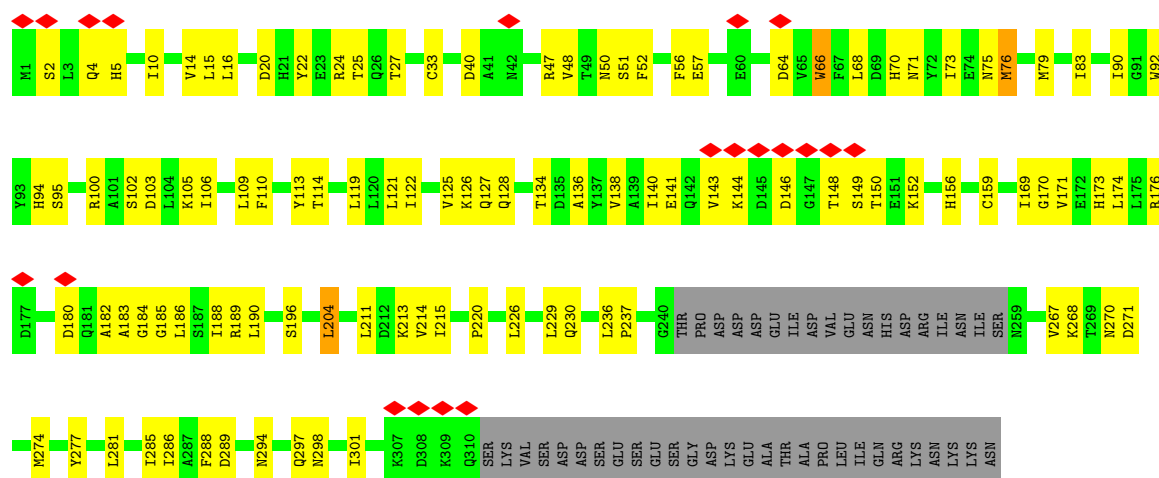 M1 S2 L3 Q4 H5 I10 V14 L15 L16 D20 H21 Y22 E23 R24 T25 Q26 T27 C33 D40 A41 N42 R47 V48 T49 N50 S51 F52 F56 E57 E60 D64 V65 W66 F67 L68 D69 H70 N71 Y72 I73 E74 N75 M76 M79 I83 I90 G91 W92
Y93 H94 S95 R100 A101 S102 D103 L104 K105 I106 L109 F110 Y113 T114 L119 L120 L121 I122 V125 K126 Q127 Q128 T134 D135 A136 Y137 V138 A139 I140 E141 Q142 V143 K144 D145 D146 G147 T148 S149 T150 E151 K152 H156 C159 I169 G170 V171 E172 H173 L174 L175 R176
D177 D180 Q181 A182 A183 G184 G185 L186 S187 I188 R189 L190 S196 L204 L211 D212 K213 V214 I215 P220 L226 L229 Q230 L236 P237 G240 THR PRO ASP ASP ASP GLU ILE ASP VAL GLU ASN HIS ASP ARG ILE ASN ILE SER N259 V267 K268 T269 N270 D271
M274 Y277 L281 I285 I286 A287 F288 D289 N294 Q297 N298 I301 K307 D308 K309 Q310 SER LYS VAL SER ASP ASP SER GLU SER GLU SER GLY ASP LYS GLU ALA THR ALA PRO LEU ILE GLN ARG LYS ASN LYS LYS ASN